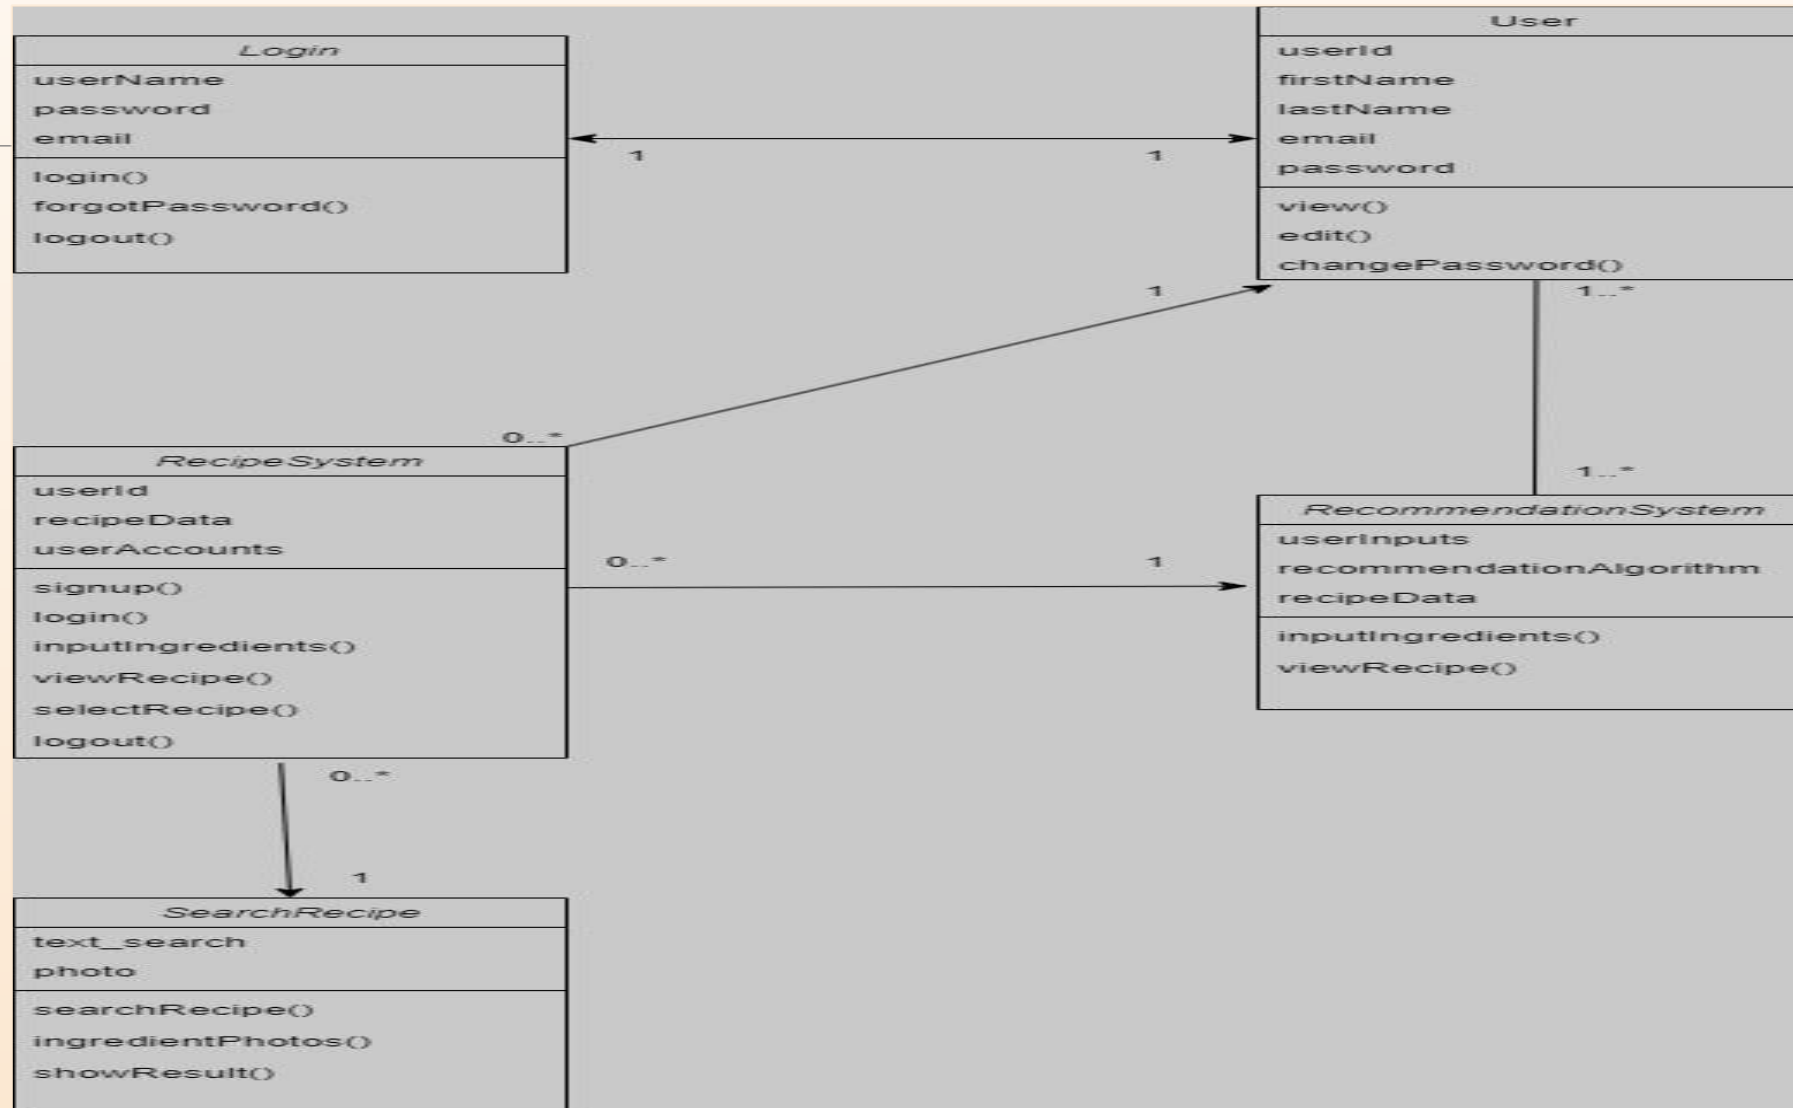 Login
userName
password
email
login()
forgotPassword()
logout()
User
userId
firstName
lastName
email
password
view()
edit()
changePassword()
1
1
1
0..*
1..*
1..*
RecipeSystem
userId
recipeData
userAccounts
signup()
login()
inputIngredients()
viewRecipe()
selectRecipe()
logout()
0..*
1
RecommendationSystem
userInputs
recommendationAlgorithm
recipeData
inputIngredients()
viewRecipe()
0..*
1
SearchRecipe
text_search
photo
searchRecipe()
ingredientPhotos()
showResult()